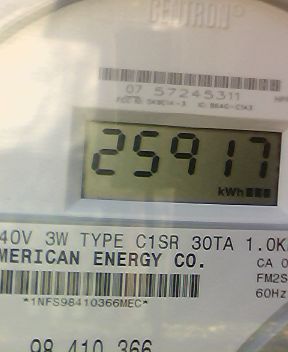 CENTRON®
07 57245311
25917
kWh
40V 3W TYPE C1SR 30TA 1.0K
MERICAN ENERGY CO.
CA 0
FM2S
60Hz
*1NFS98410366MEC*
98 410 366